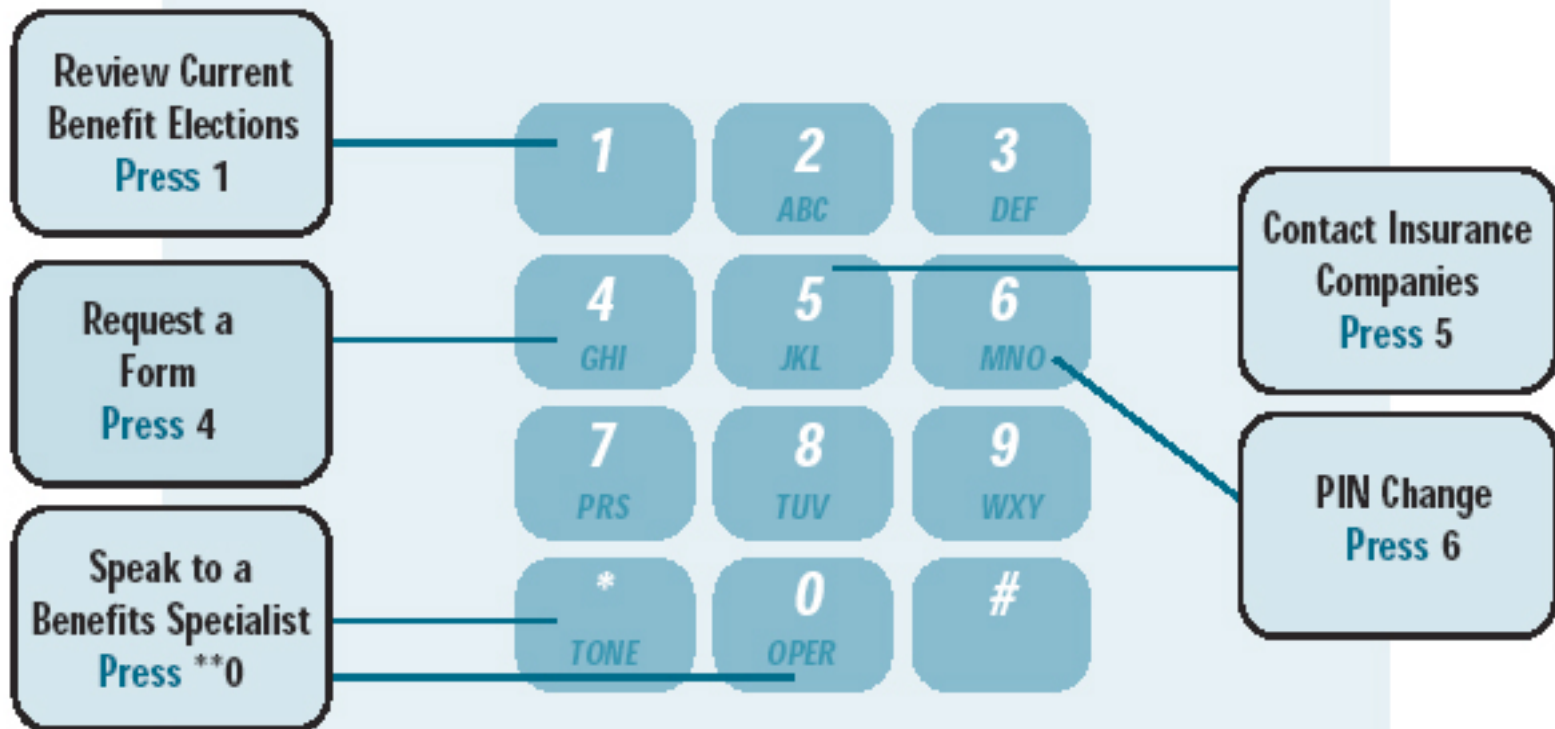 Review Current
Benefit Elections
Press 1
Request a
Form
Press 4
Speak to a
Benefits Specialist
Press **0
1
2
ABC
3
DEF
4
GHI
5
JKL
6
MNO
7
PRS
8
TUV
9
WXY
*
TONE
0
OPER
#
Contact Insurance
Companies
Press 5
PIN Change
Press 6